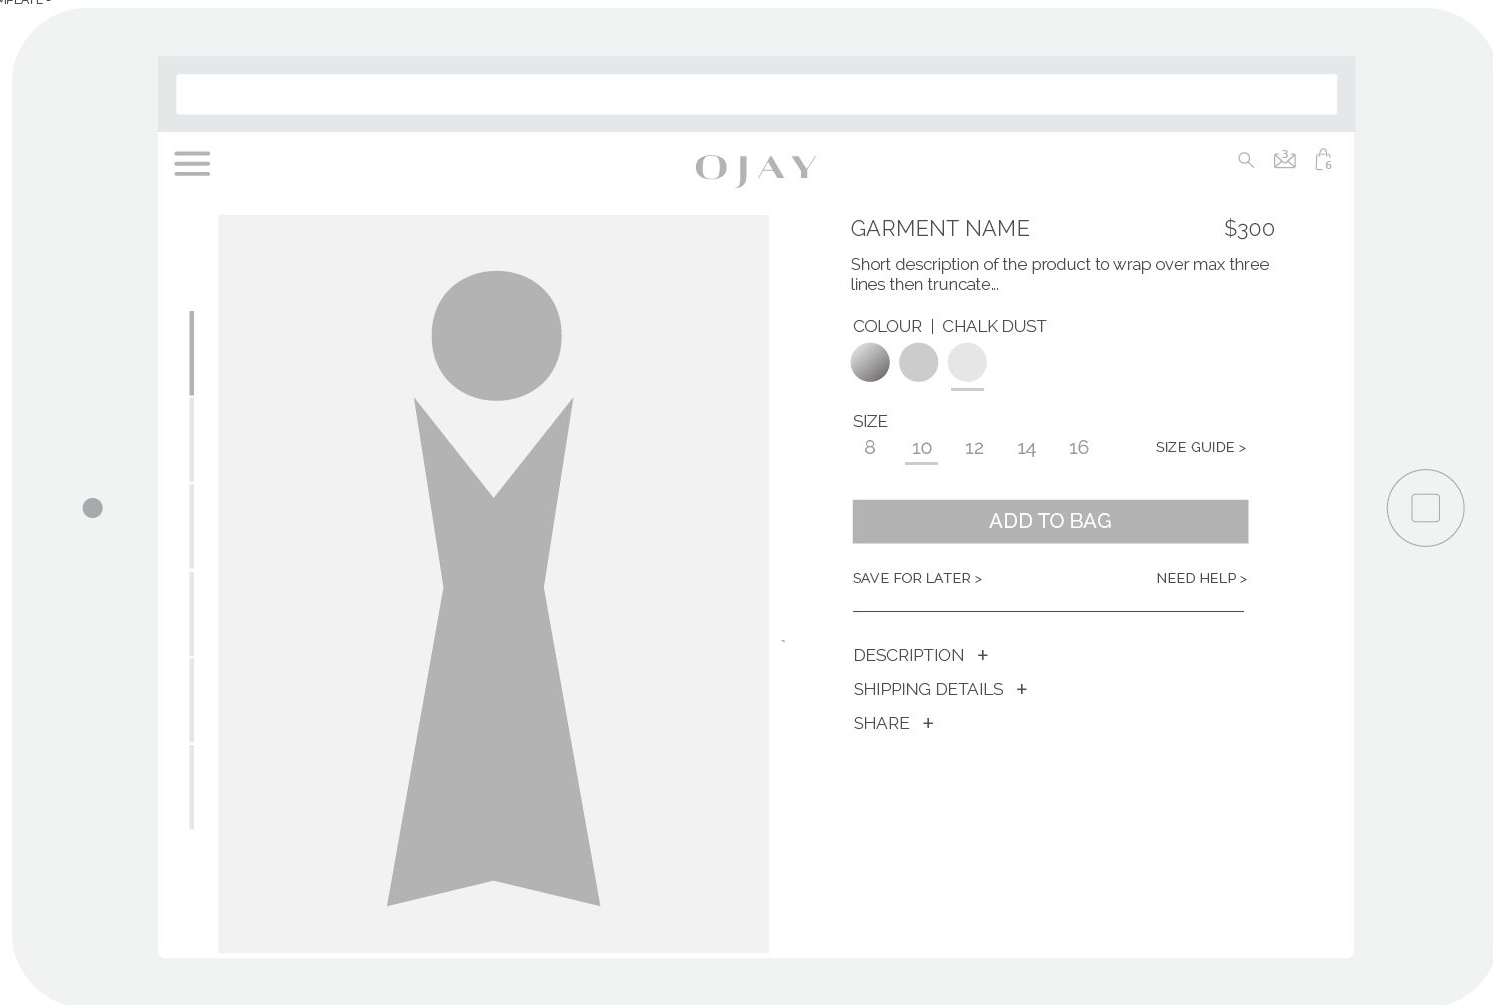 OJAY
3
6
GARMENT NAME $300
Short description of the product to wrap over max three
lines then truncate...
COLOUR | CHALK DUST
SIZE
8 10 12 14 16 SIZE GUIDE >
ADD TO BAG
SAVE FOR LATER > NEED HELP >
DESCRIPTION +
SHIPPING DETAILS +
SHARE +